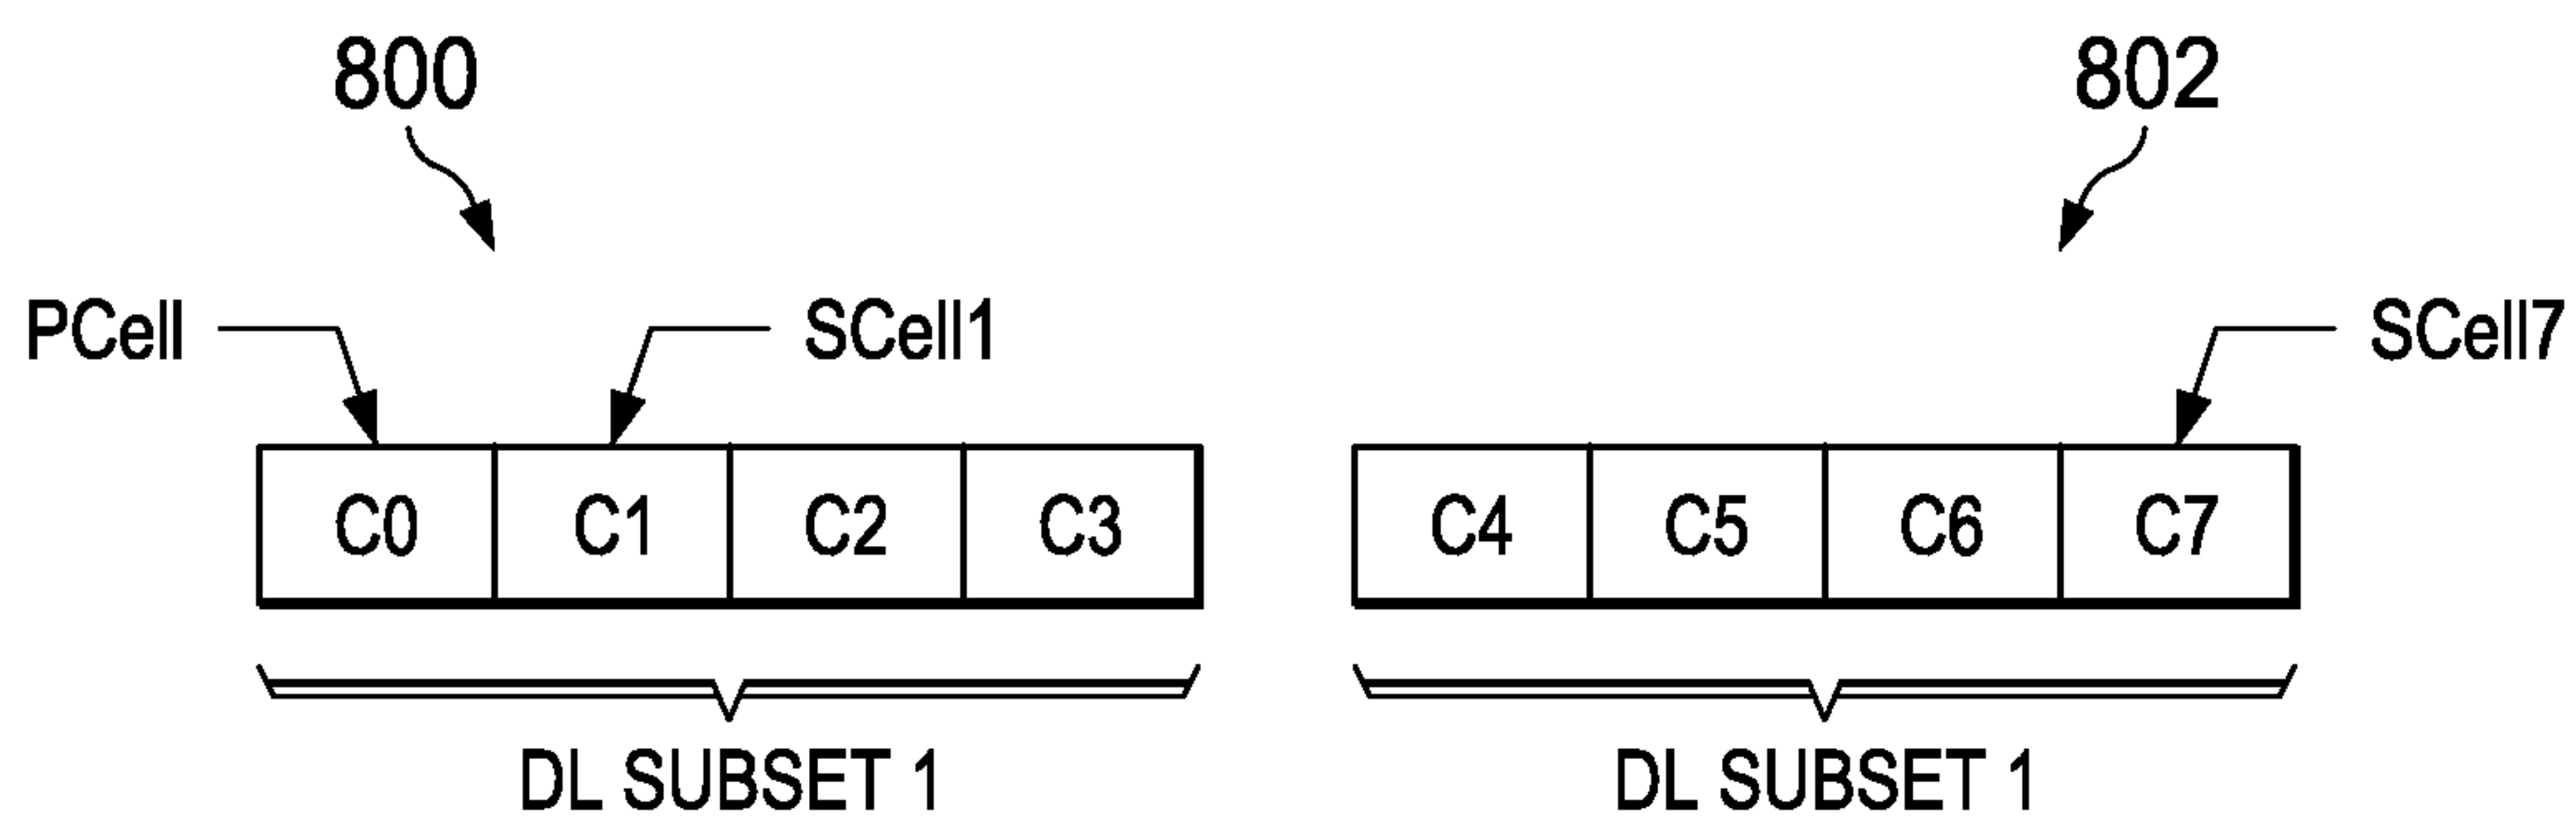 800 802
PCell SCell1 SCell7
C0 C1 C2 C3 C4 C5 C6 C7
DL SUBSET 1 DL SUBSET 1